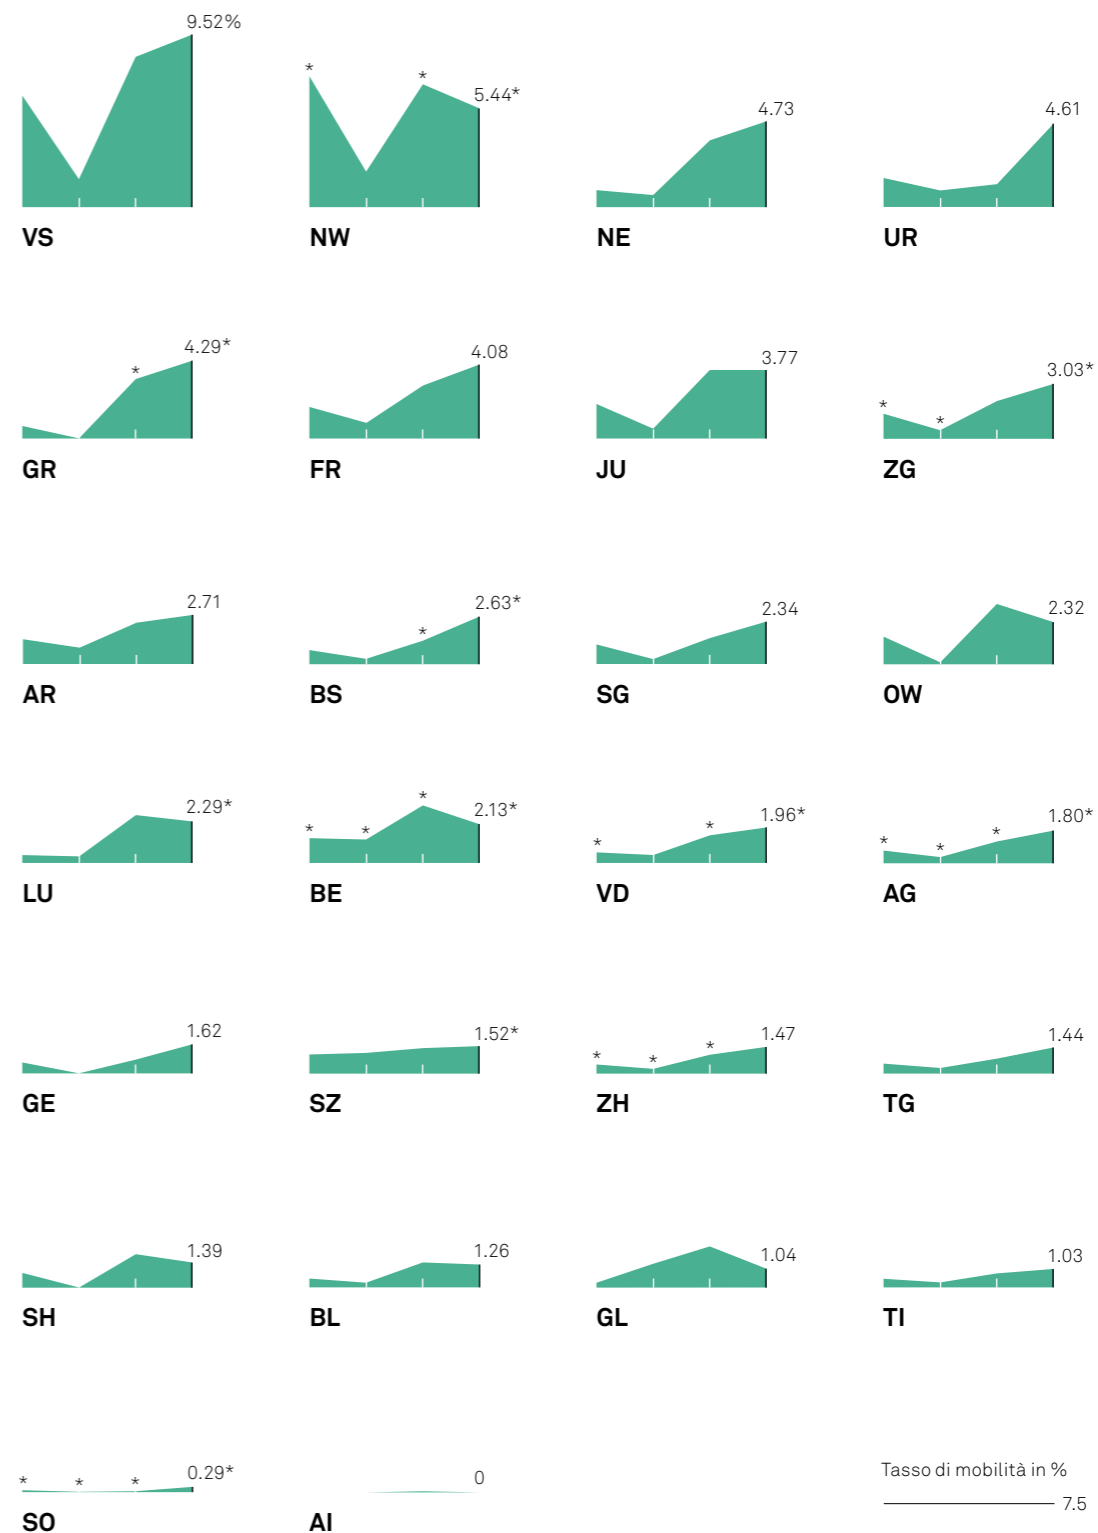 9.52%
* * 5.44*
4.73
4.61
VS NW NE UR
* 4.29*
4.08
3.77
* * 3.03*
GR FR JU ZG
2.71
* 2.63*
2.34
2.32
AR BS SG OW
2.29*
* * * 2.13*
* * 1.96*
* * * 1.80*
LU BE VD AG
1.62
1.52*
* * * 1.47
1.44
GE SZ ZH TG
1.39
1.26
1.04
1.03
SH BL GL TI
* * * 0.29*
0
Tasso di mobilità in %
7.5
SO AI